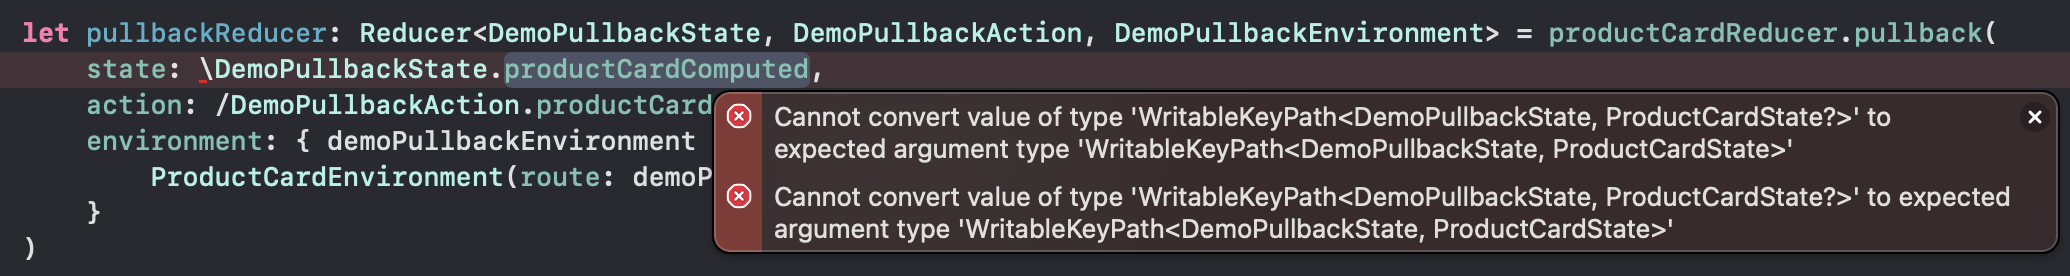 let pullbackReducer: Reducer<DemoPullbackState, DemoPullbackAction, DemoPullbackEnvironment> = productCardReducer.pullback(
state: \DemoPullbackState.productCardComputed,
action: /DemoPullbackAction.productCard
environment: { demoPullbackEnvironment
ProductCardEnvironment(route: demoP
}
)
Cannot convert value of type 'WritableKeyPath<DemoPullbackState, ProductCardState?>' to
expected argument type 'WritableKeyPath<DemoPullbackState, ProductCardState>'
Cannot convert value of type 'WritableKeyPath<DemoPullbackState, ProductCardState?>' to expected
argument type 'WritableKeyPath<DemoPullbackState, ProductCardState>'